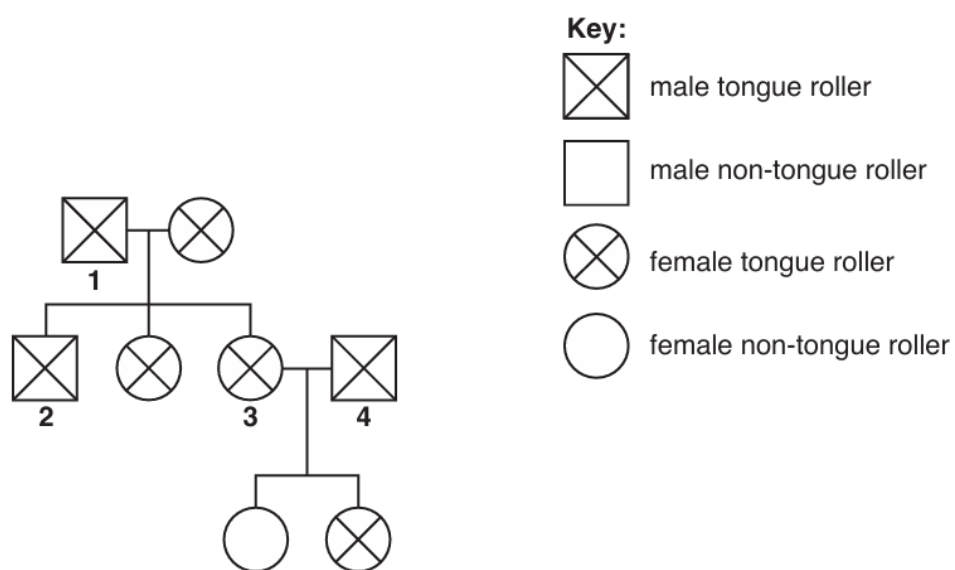 Key:
male tongue roller
male non-tongue roller
female tongue roller
female non-tongue roller
1
2
3
4